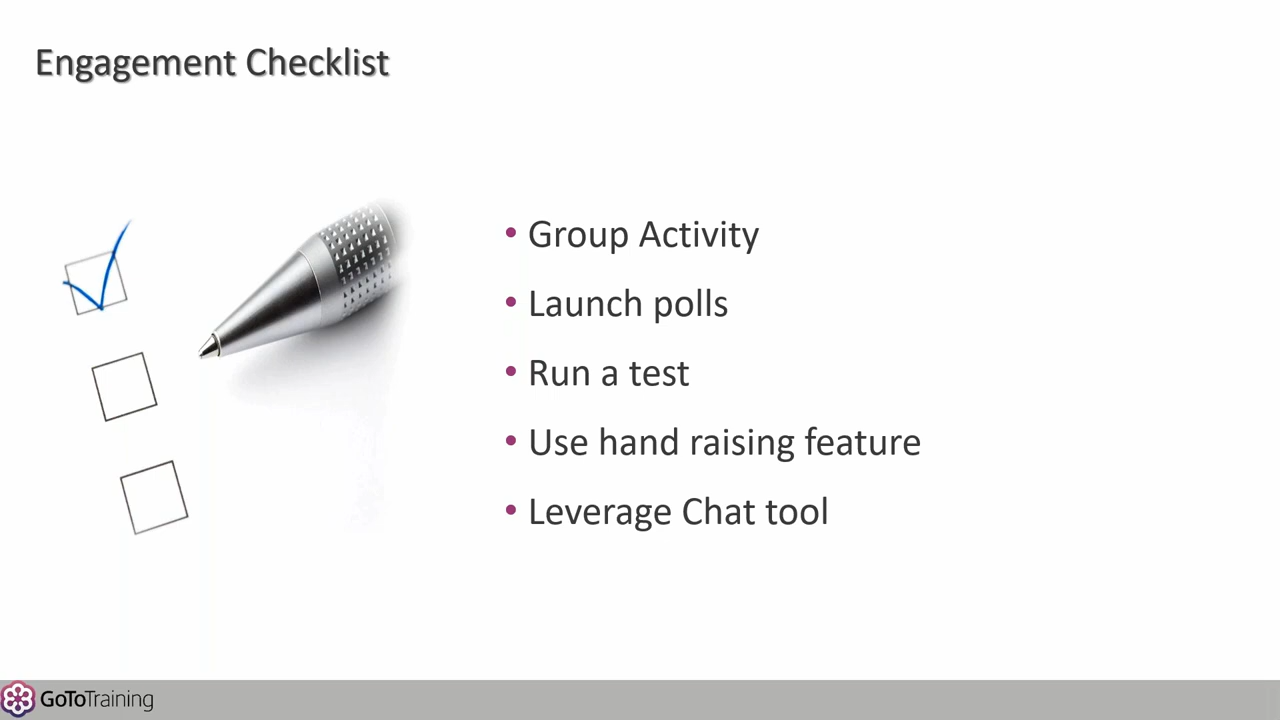 Engagement Checklist
• Group Activity
• Launch polls
• Run a test
• Use hand raising feature
• Leverage Chat tool
GoToTraining